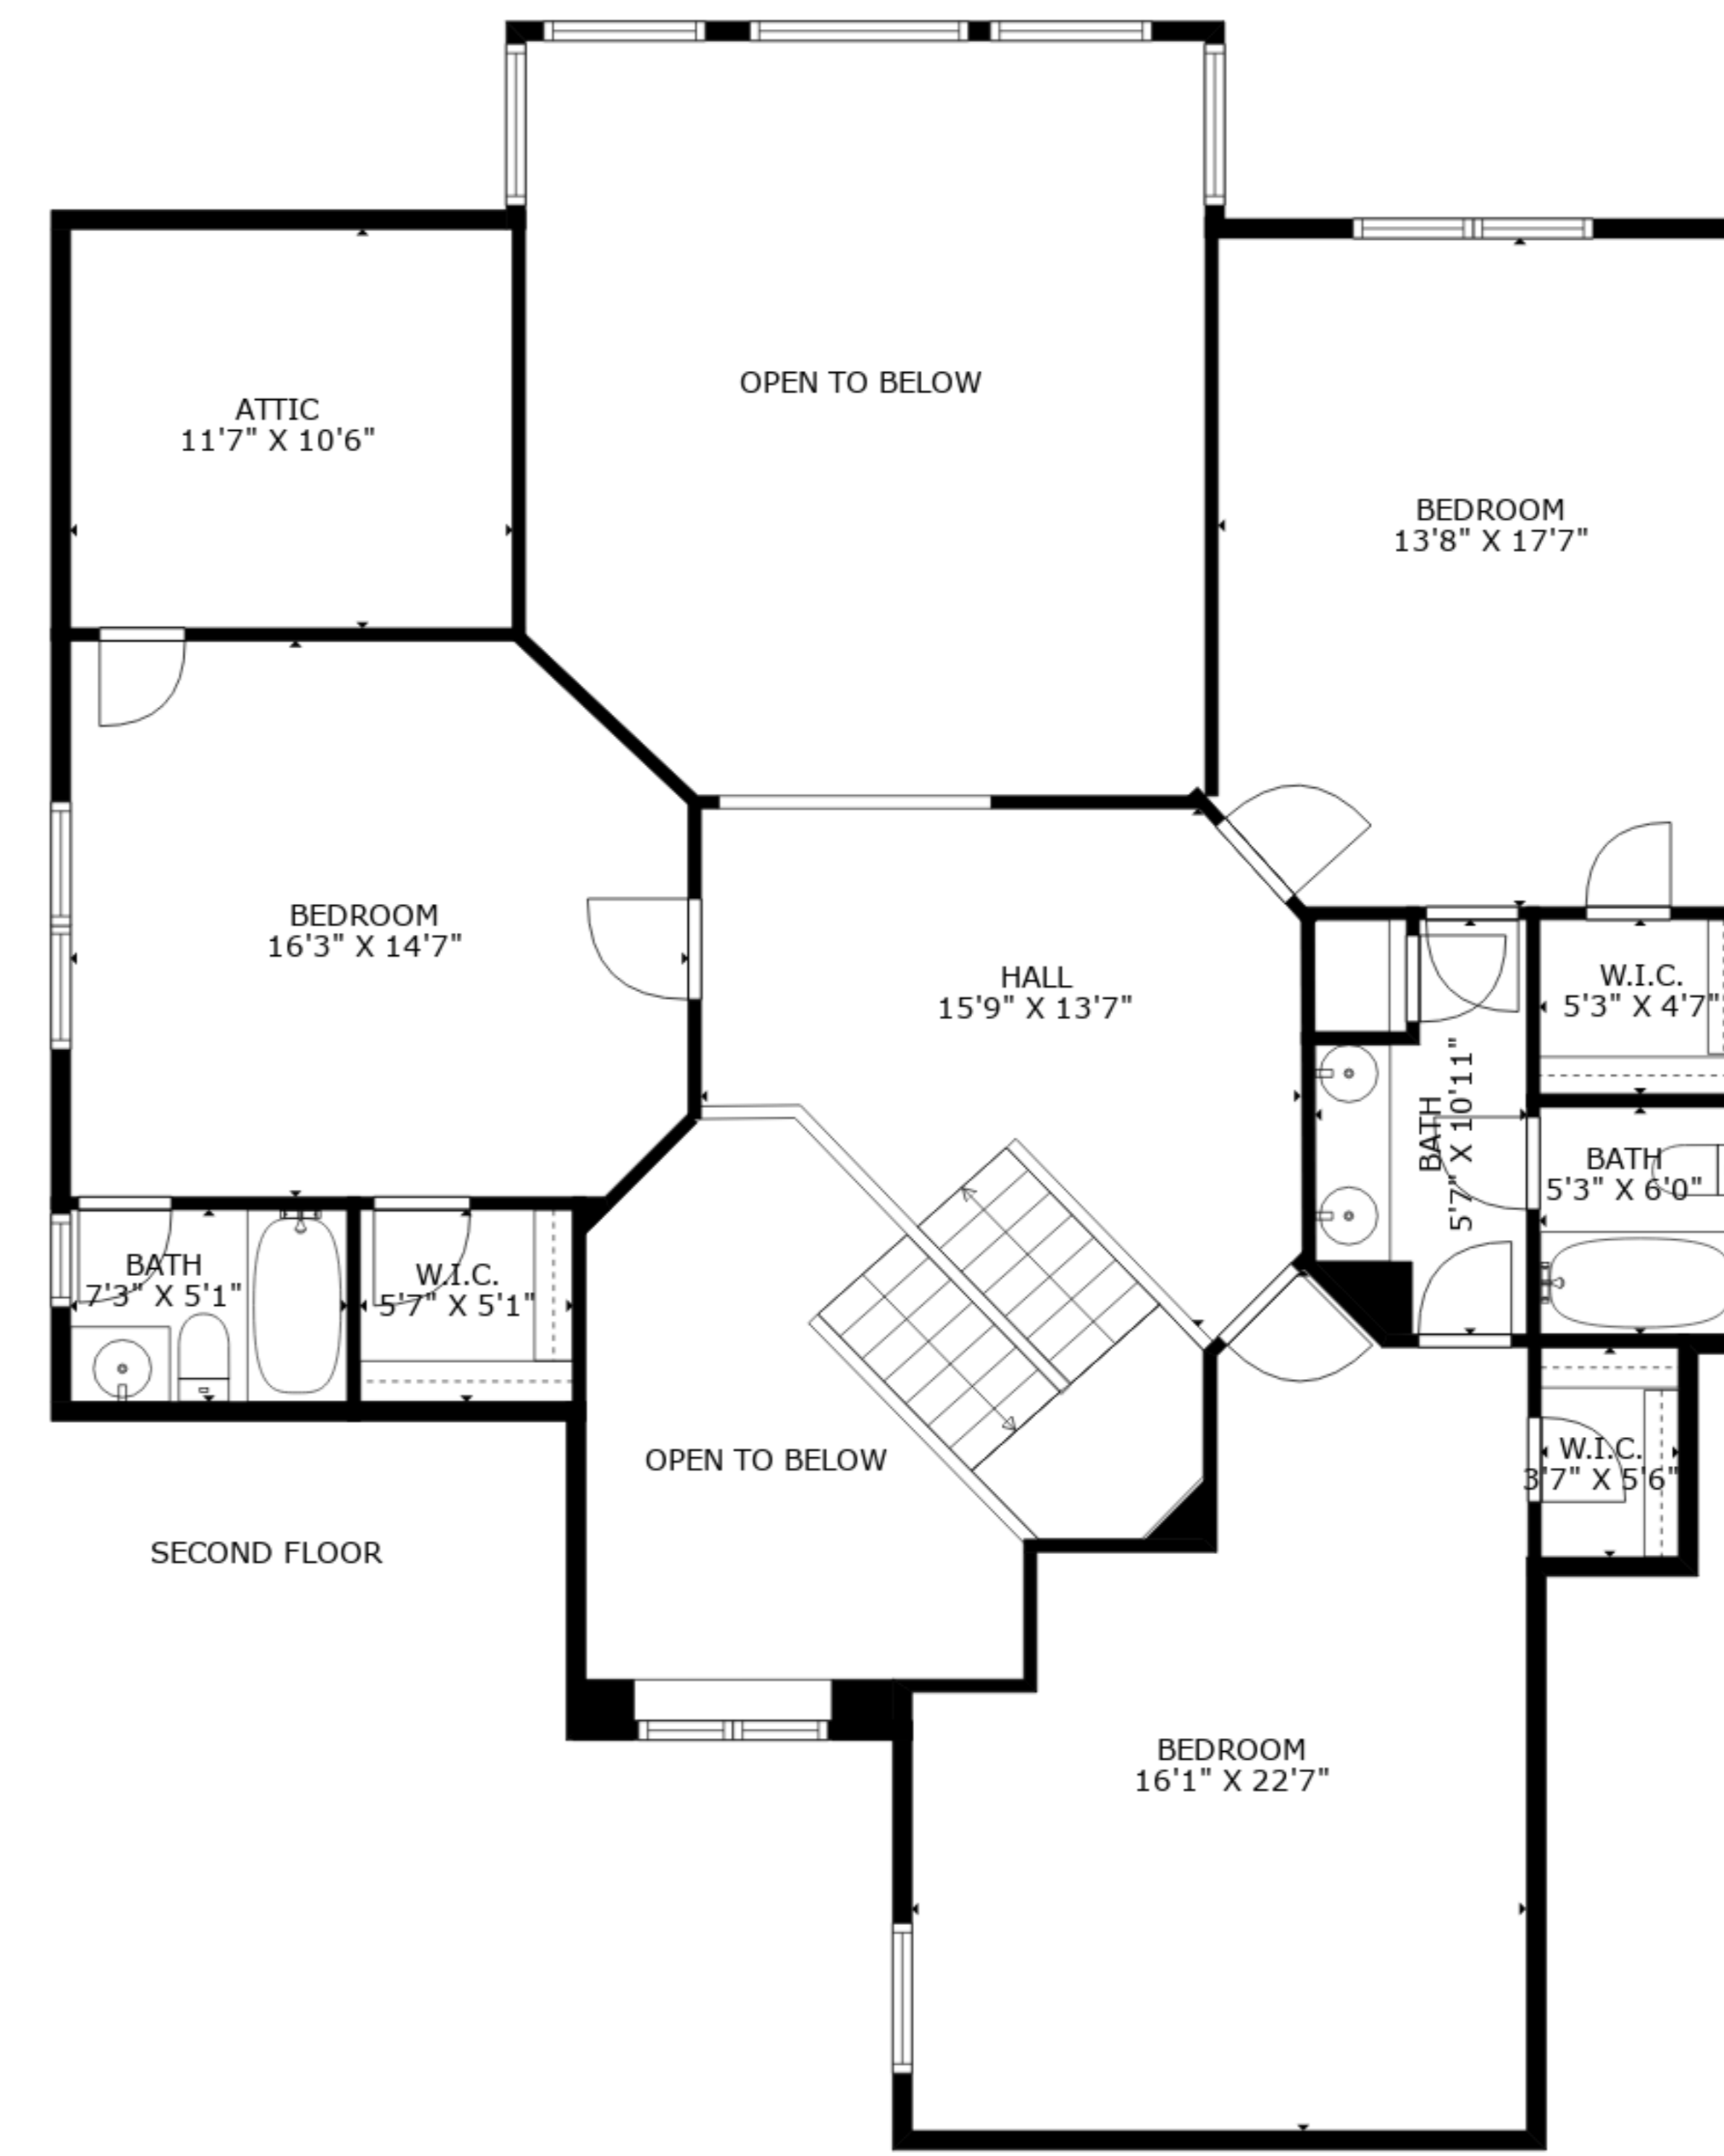 OPEN TO BELOW
ATTIC
11'7" X 10'6"
BEDROOM
13'8" X 17'7"
BEDROOM
16'3" X 14'7"
HALL
15'9" X 13'7"
W.I.C.
5'3" X 4'7"
BATH
5'7" X 10'11"
BATH
5'3" X 6'0"
BATH
7'3" X 5'1"
W.I.C.
5'7" X 5'1"
OPEN TO BELOW
W.I.C.
3'7" X 5'6"
SECOND FLOOR
BEDROOM
16'1" X 22'7"